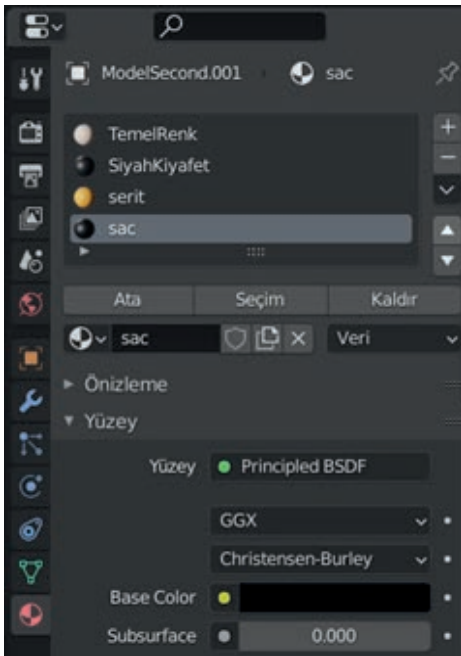 ModelSecond.001 sac
TemelRenk
SiyahKiyafet
serit
sac
Ata Seçim Kaldır
sac Veri
Önizleme
Yüzey
Yüzey Principled BSDF
GGX
Christensen-Burley
Base Color
Subsurface 0.000